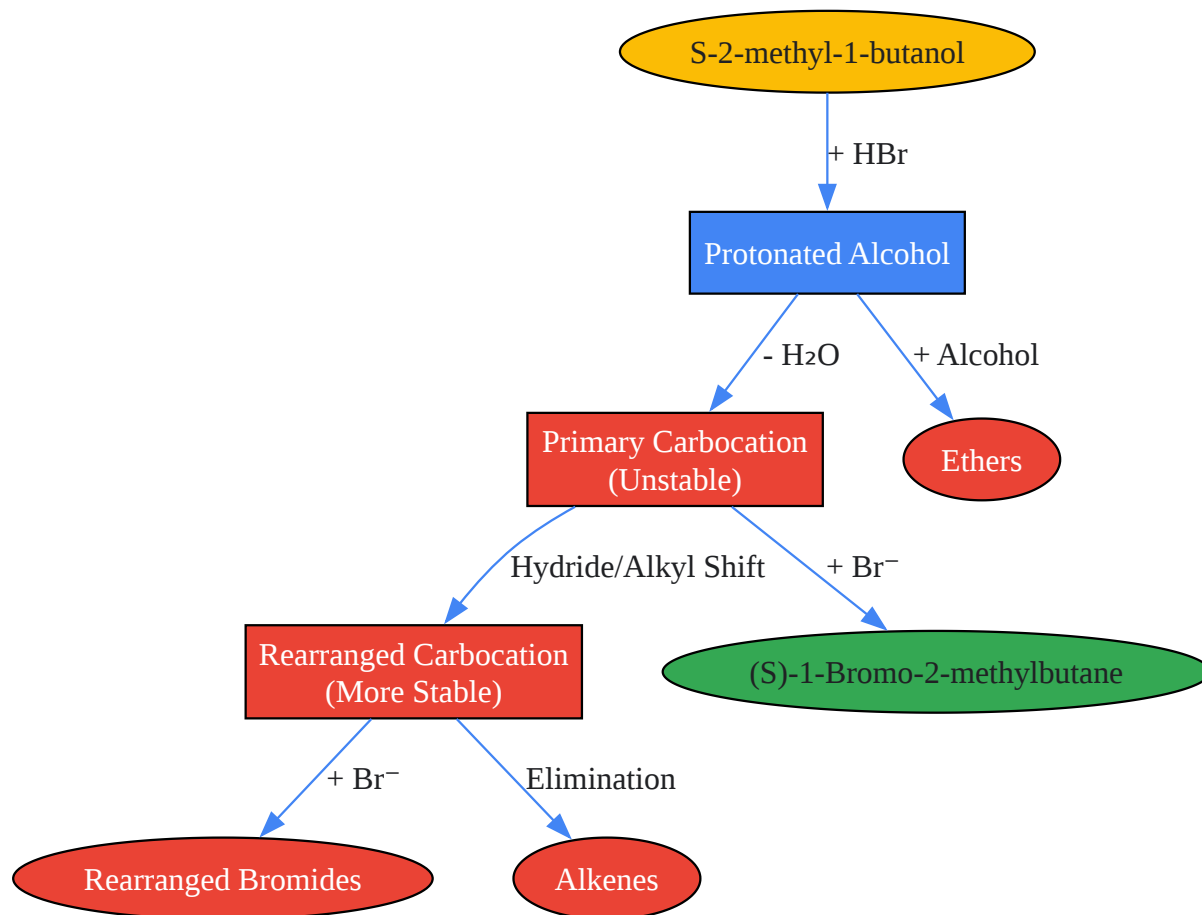 S-2-methyl-1-butanol
+ HBr
Protonated Alcohol
- H₂O
+ Alcohol
Primary Carbocation
(Unstable)
Ethers
Hydride/Alkyl Shift
+ Br⁻
Rearranged Carbocation
(More Stable)
(S)-1-Bromo-2-methylbutane
+ Br⁻
Elimination
Rearranged Bromides
Alkenes